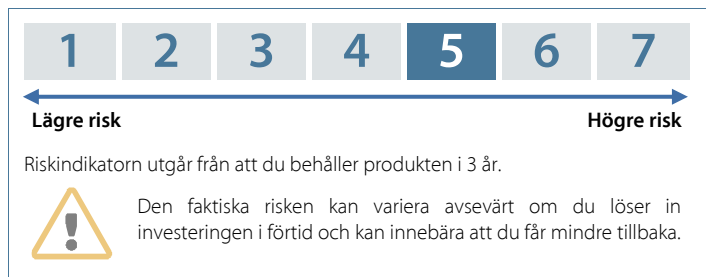 1 2 3 4 5 6 7
Lägre risk Högre risk
Riskindikatorn utgår från att du behåller produkten i 3 år.
Den faktiska risken kan variera avsevärt om du löser in
investeringen i förtid och kan innebära att du får mindre tillbaka.